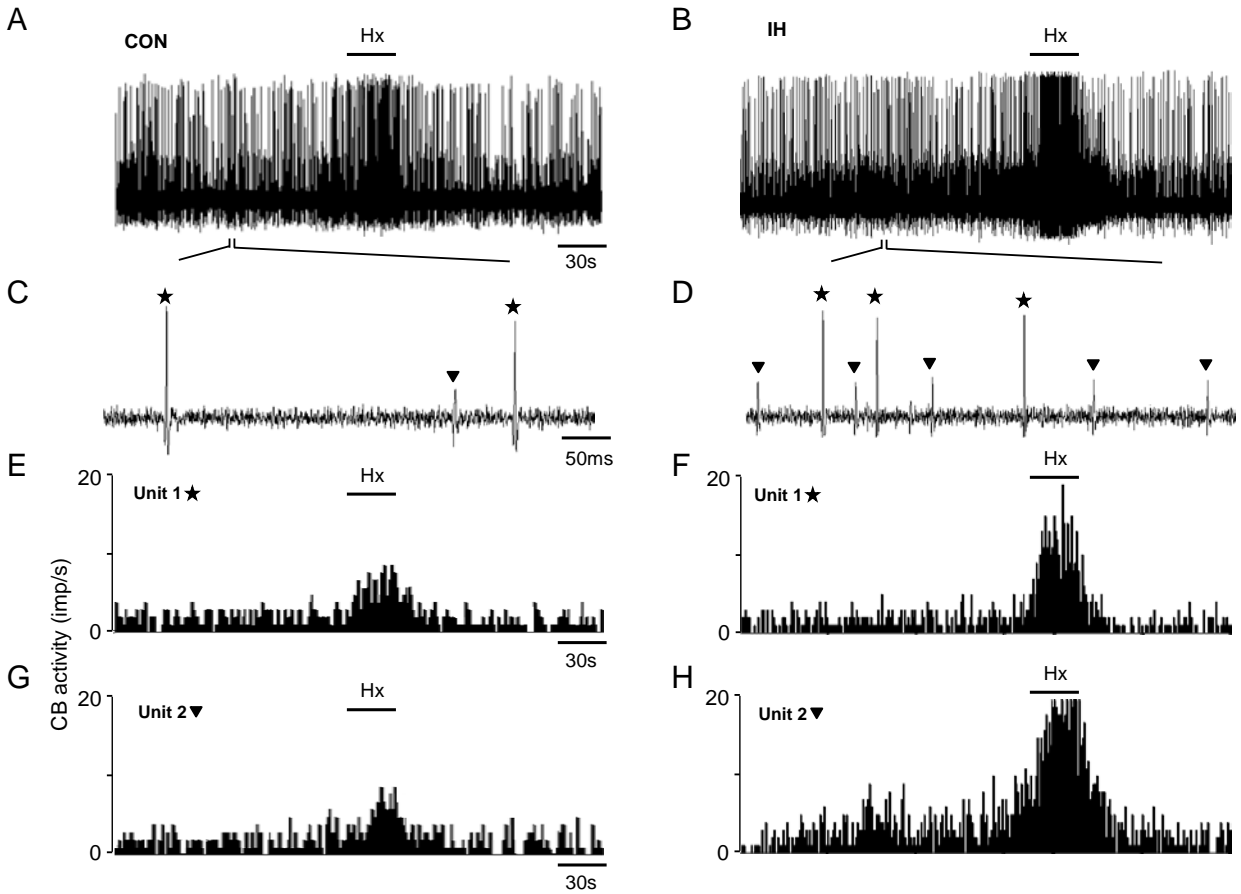 A
CON
Hx
30s
B
IH
Hx
C
50ms
D
E
20
Unit 1 ★
Hx
0
30s
F
20
Unit 1 ★
Hx
0
CB activity (imp/s)
G
20
Unit 2 ▼
Hx
0
30s
H
20
Unit 2 ▼
Hx
0